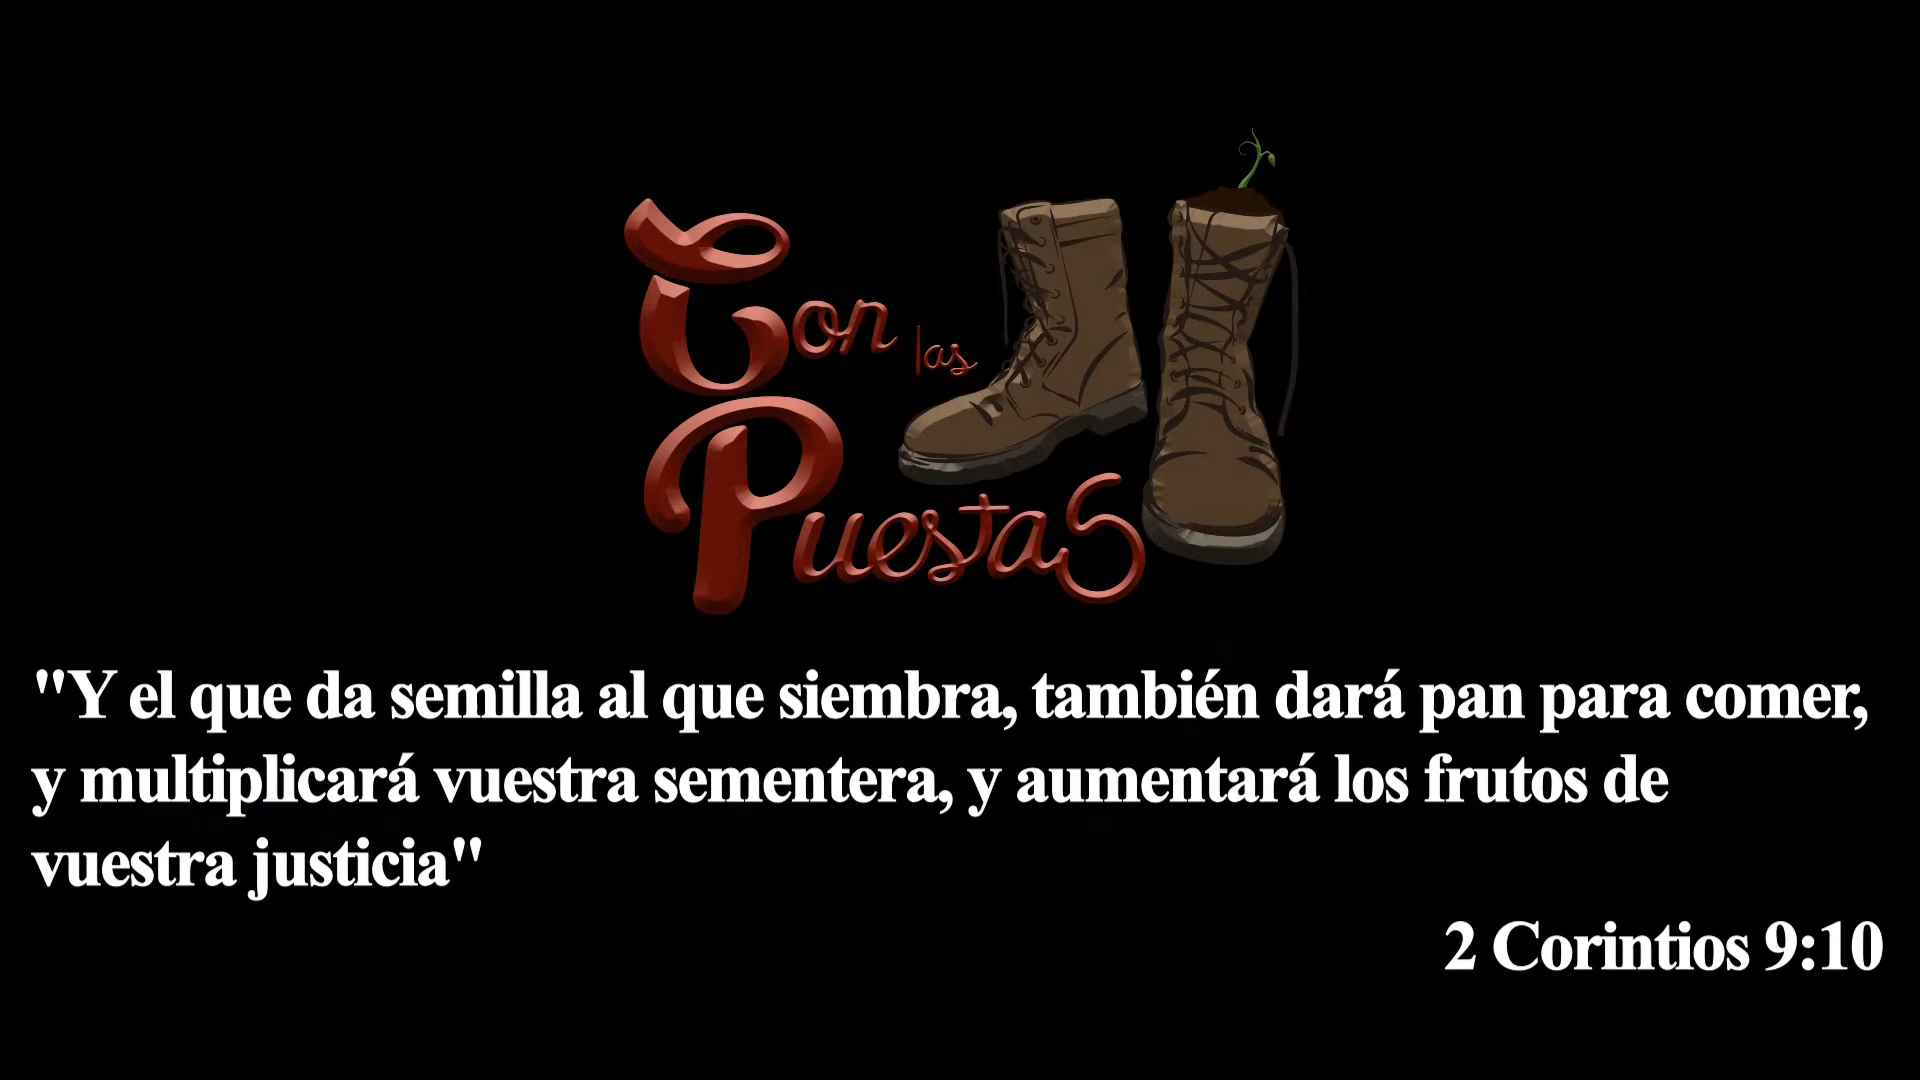 Con las
PuestaS
"Y el que da semilla al que siembra, también dará pan para comer,
y multiplicará vuestra sementera, y aumentará los frutos de
vuestra justicia"
2 Corintios 9:10